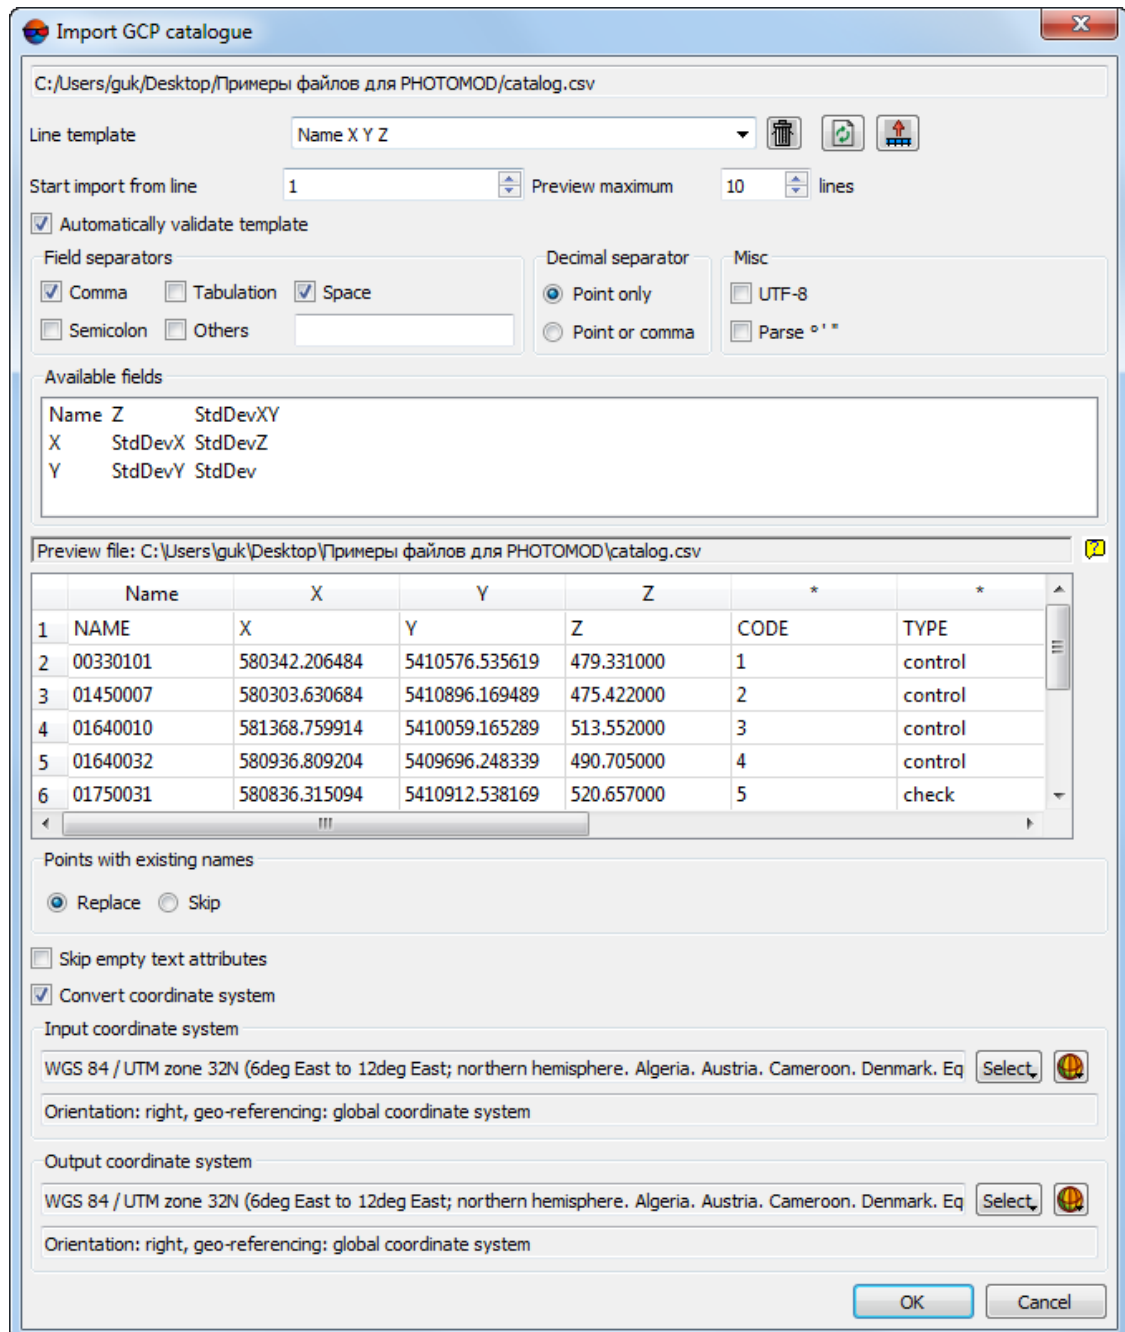 Import GCP catalogue
C:/Users/guk/Desktop/Примеры файлов для PHOTOMOD/catalog.csv
Line template Name X Y Z
Start import from line 1 Preview maximum 10 lines
Automatically validate template
Field separators Decimal separator Misc
Comma Tabulation Space Point only UTF-8
Semicolon Others Point or comma Parse ° ' "
Available fields
Name Z StdDevXY
X StdDevX StdDevZ
Y StdDevY StdDev
Preview file: C:\Users\guk\Desktop\Примеры файлов для PHOTOMOD\catalog.csv
Name X Y Z * *
1 NAME X Y Z CODE TYPE
2 00330101 580342.206484 5410576.535619 479.331000 1 control
3 01450007 580303.630684 5410896.169489 475.422000 2 control
4 01640010 581368.759914 5410059.165289 513.552000 3 control
5 01640032 580936.809204 5409696.248339 490.705000 4 control
6 01750031 580836.315094 5410912.538169 520.657000 5 check
Points with existing names
Replace Skip
Skip empty text attributes
Convert coordinate system
Input coordinate system
WGS 84 / UTM zone 32N (6deg East to 12deg East; northern hemisphere. Algeria. Austria. Cameroon. Denmark. Eq Select
Orientation: right, geo-referencing: global coordinate system
Output coordinate system
WGS 84 / UTM zone 32N (6deg East to 12deg East; northern hemisphere. Algeria. Austria. Cameroon. Denmark. Eq Select
Orientation: right, geo-referencing: global coordinate system
OK Cancel